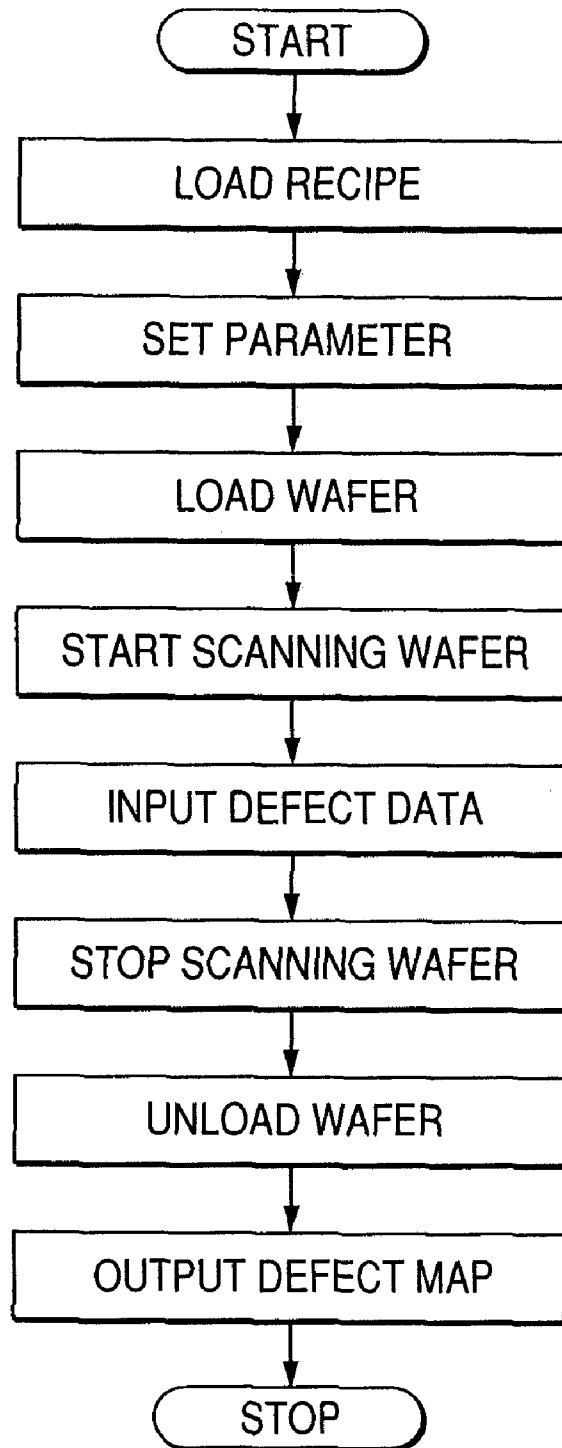 START
LOAD RECIPE
SET PARAMETER
LOAD WAFER
START SCANNING WAFER
INPUT DEFECT DATA
STOP SCANNING WAFER
UNLOAD WAFER
OUTPUT DEFECT MAP
STOP